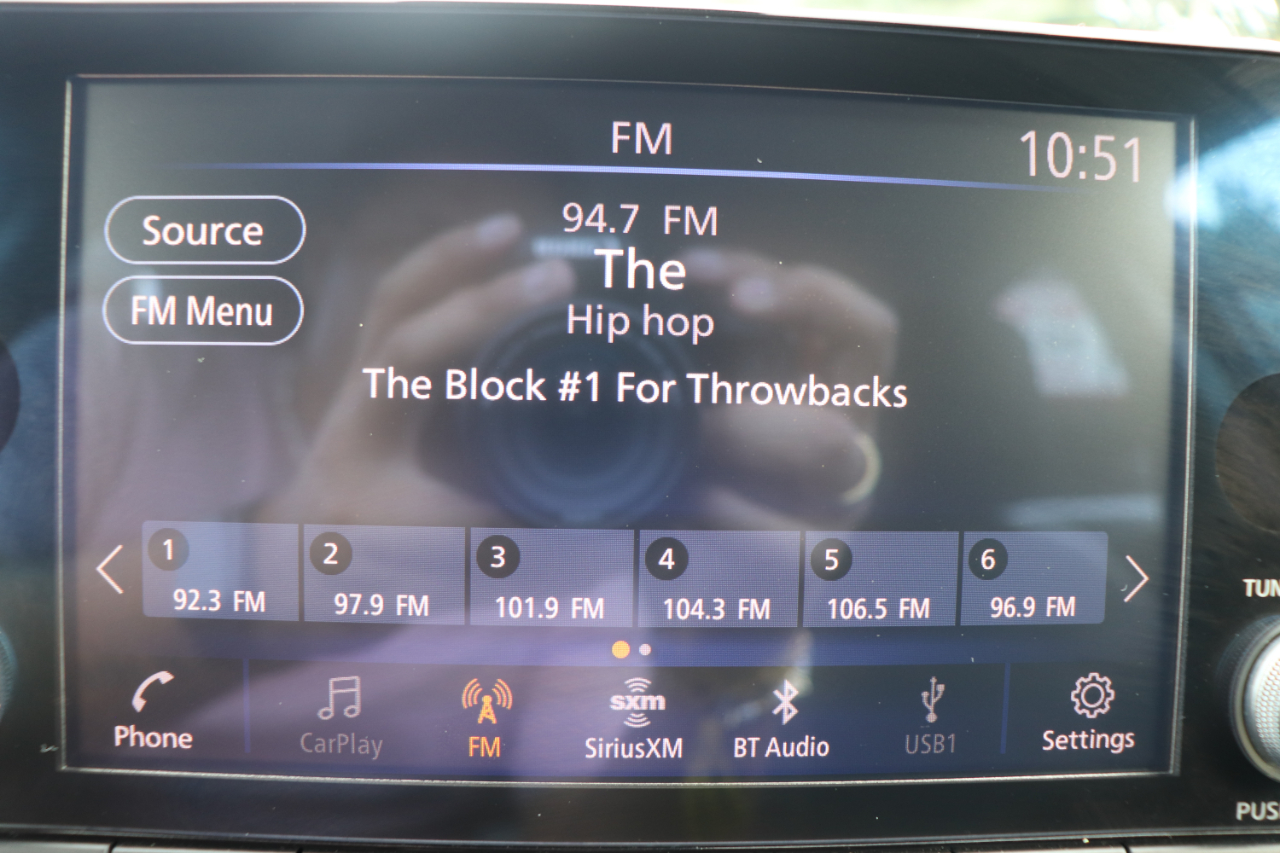 FM
10:51
Source
94.7 FM
The
FM Menu
Hip hop
The Block #1 For Throwbacks
1
2
3
4
5
6
92.3 FM
97.9 FM
101.9 FM
104.3 FM
106.5 FM
96.9 FM
TUN
sxm
Phone
CarPlay
FM
SiriusXM
BT Audio
USB1
Settings
PUS